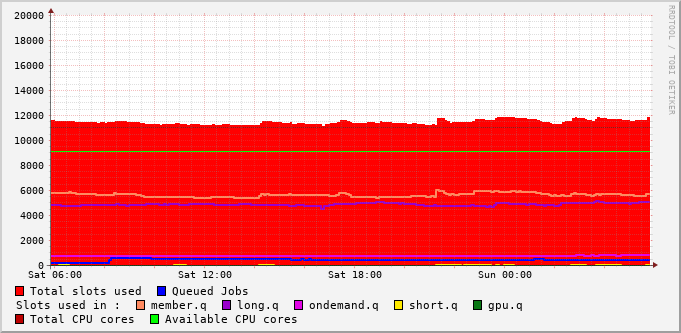 RRDTOOL / TOBI OETIKER
20000
18000
16000
14000
12000
10000
8000
6000
4000
2000
0
Sat 06:00 Sat 12:00 Sat 18:00 Sun 00:00
Total slots used Queued Jobs
Slots used in : member.q long.q ondemand.q short.q gpu.q
Total CPU cores Available CPU cores